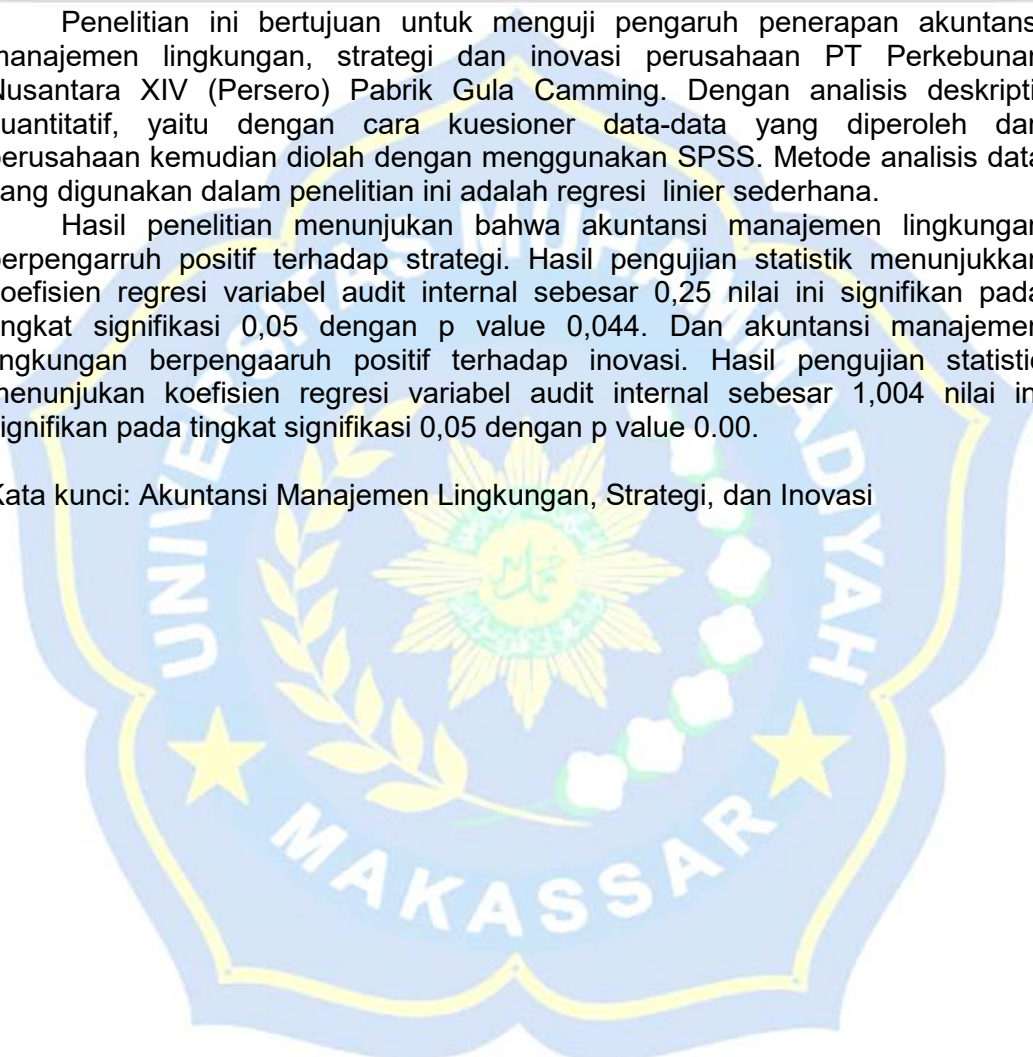 Penelitian ini bertujuan untuk menguji pengaruh penerapan akuntans
manajemen lingkungan, strategi dan inovasi perusahaan PT Perkebunan
Nusantara XIV (Persero) Pabrik Gula Camming. Dengan analisis deskripti
kuantitatif, yaitu dengan cara kuesioner data-data yang diperoleh dar
perusahaan kemudian diolah dengan menggunakan SPSS. Metode analisis data
yang digunakan dalam penelitian ini adalah regresi linier sederhana.
Hasil penelitian menunjukan bahwa akuntansi manajemen lingkungan
berpengarruh positif terhadap strategi. Hasil pengujian statistik menunjukkan
koefisien regresi variabel audit internal sebesar 0,25 nilai ini signifikan pada
tingkat signifikasi 0,05 dengan p value 0,044. Dan akuntansi manajemen
lingkungan berpengaaruh positif terhadap inovasi. Hasil pengujian statistic
menunjukan koefisien regresi variabel audit internal sebesar 1,004 nilai in
signifikan pada tingkat signifikasi 0,05 dengan p value 0.00.
Kata kunci: Akuntansi Manajemen Lingkungan, Strategi, dan Inovasi
UNIVERSITAS MUHAMMADIYAH
MAKASSAR